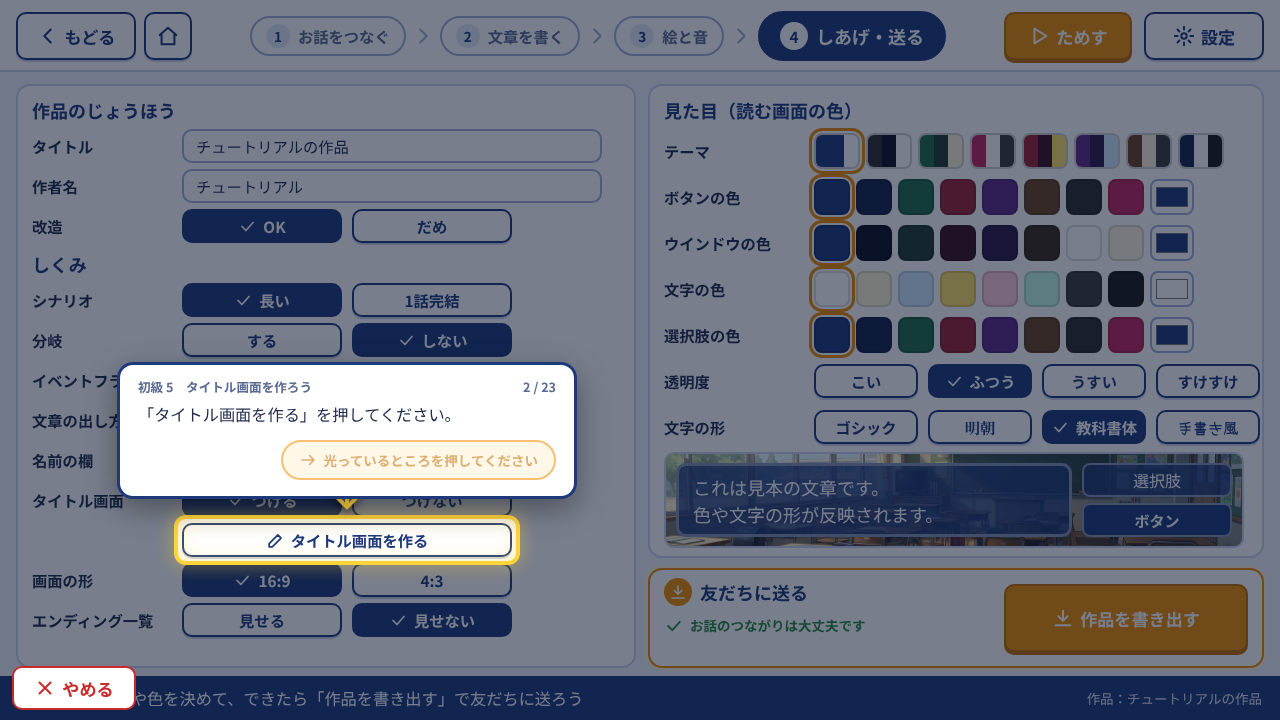 もどる
1 お話をつなぐ
2 文章を書く
3 絵と音
4 しあげ・送る
ためす
設定
作品のじょうほう
タイトル
チュートリアルの作品
作者名
チュートリアル
改造
OK
だめ
しくみ
シナリオ
長い
1話完結
分岐
する
しない
イベントフラ
文章の出し方
名前の欄
タイトル画面
つける
つけない
初級 5 タイトル画面を作ろう
2 / 23
「タイトル画面を作る」を押してください。
光っているところを押してください
タイトル画面を作る
画面の形
16:9
4:3
エンディング一覧
見せる
見せない
見た目（読む画面の色）
テーマ
ボタンの色
ウインドウの色
文字の色
選択肢の色
透明度
こい
ふつう
うすい
すけすけ
文字の形
ゴシック
明朝
教科書体
手書き風
これは見本の文章です。
色や文字の形が反映されます。
選択肢
ボタン
友だちに送る
お話のつながりは大丈夫です
作品を書き出す
やめる
や色を決めて、できたら「作品を書き出す」で友だちに送ろう
作品：チュートリアルの作品